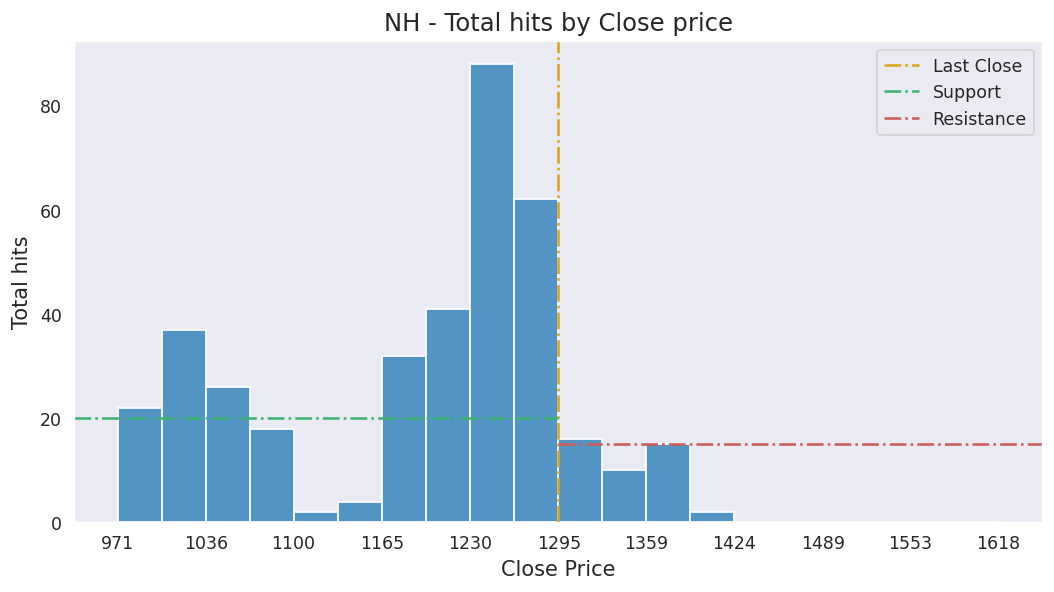 NH - Total hits by Close price
Last Close
Support
Resistance
Total hits
80
60
40
20
0
971 1036 1100 1165 1230 1295 1359 1424 1489 1553 1618
Close Price